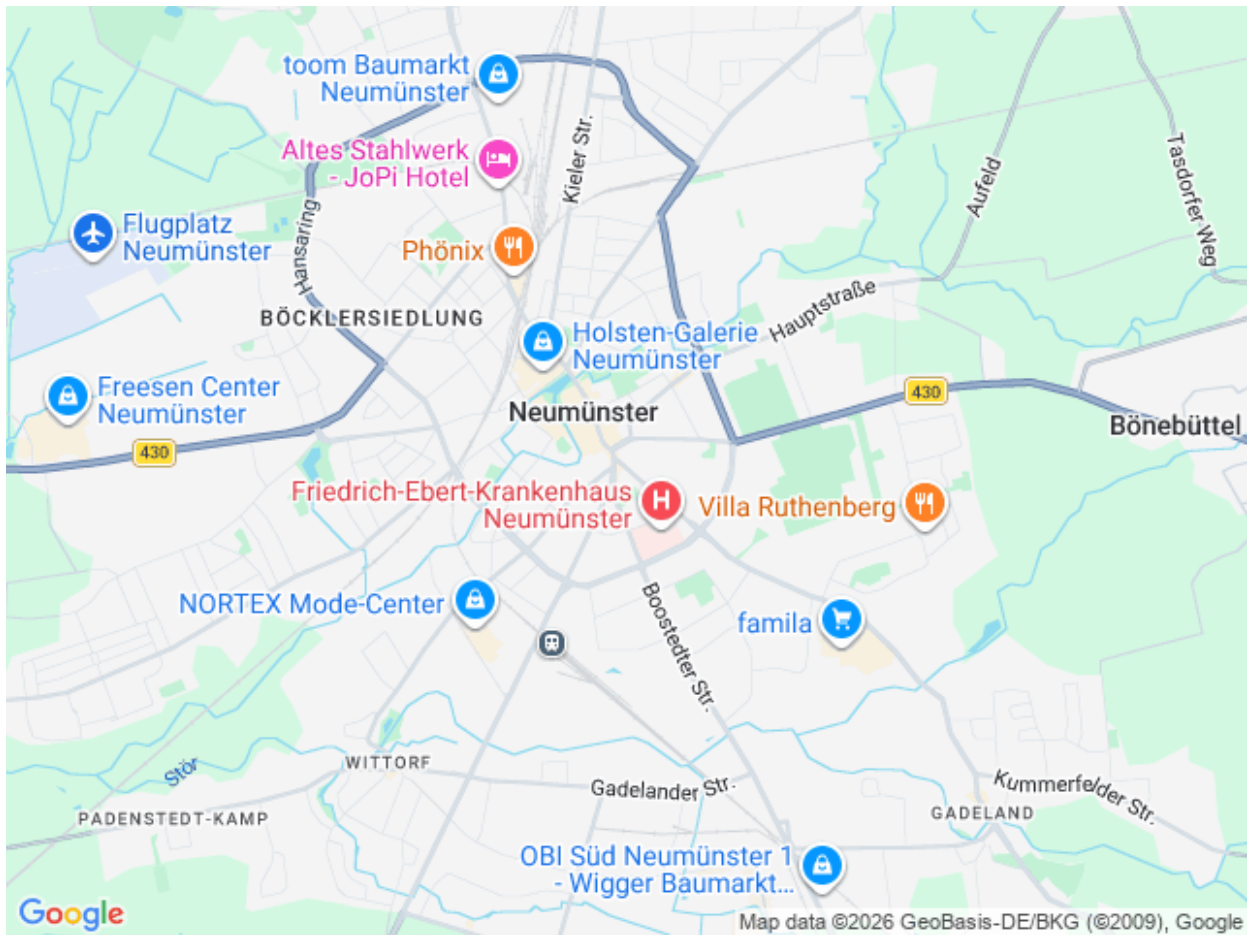 toom Baumarkt
Neumünster
Kieler Str.
Altes Stahlwerk
- JoPi Hotel
Tasdorfer Weg
Aufeld
Flugplatz
Neumünster
Hansaring
Phönix
Hauptstraße
BÖCKLERSIEDLUNG
Holsten-Galerie
Neumünster
Freesen Center
Neumünster
430
Neumünster
Bönebüttel
430
Friedrich-Ebert-Krankenhaus
Neumünster
H
Villa Ruthenberg
NORTEX Mode-Center
Boostedter Str.
famila
Stör
WITTORF
Gadelander Str.
Kummerfelder Str.
PADENSTEDT-KAMP
GADELAND
OBI Süd Neumünster 1
- Wigger Baumarkt...
Google
Map data ©2026 GeoBasis-DE/BKG (©2009), Google